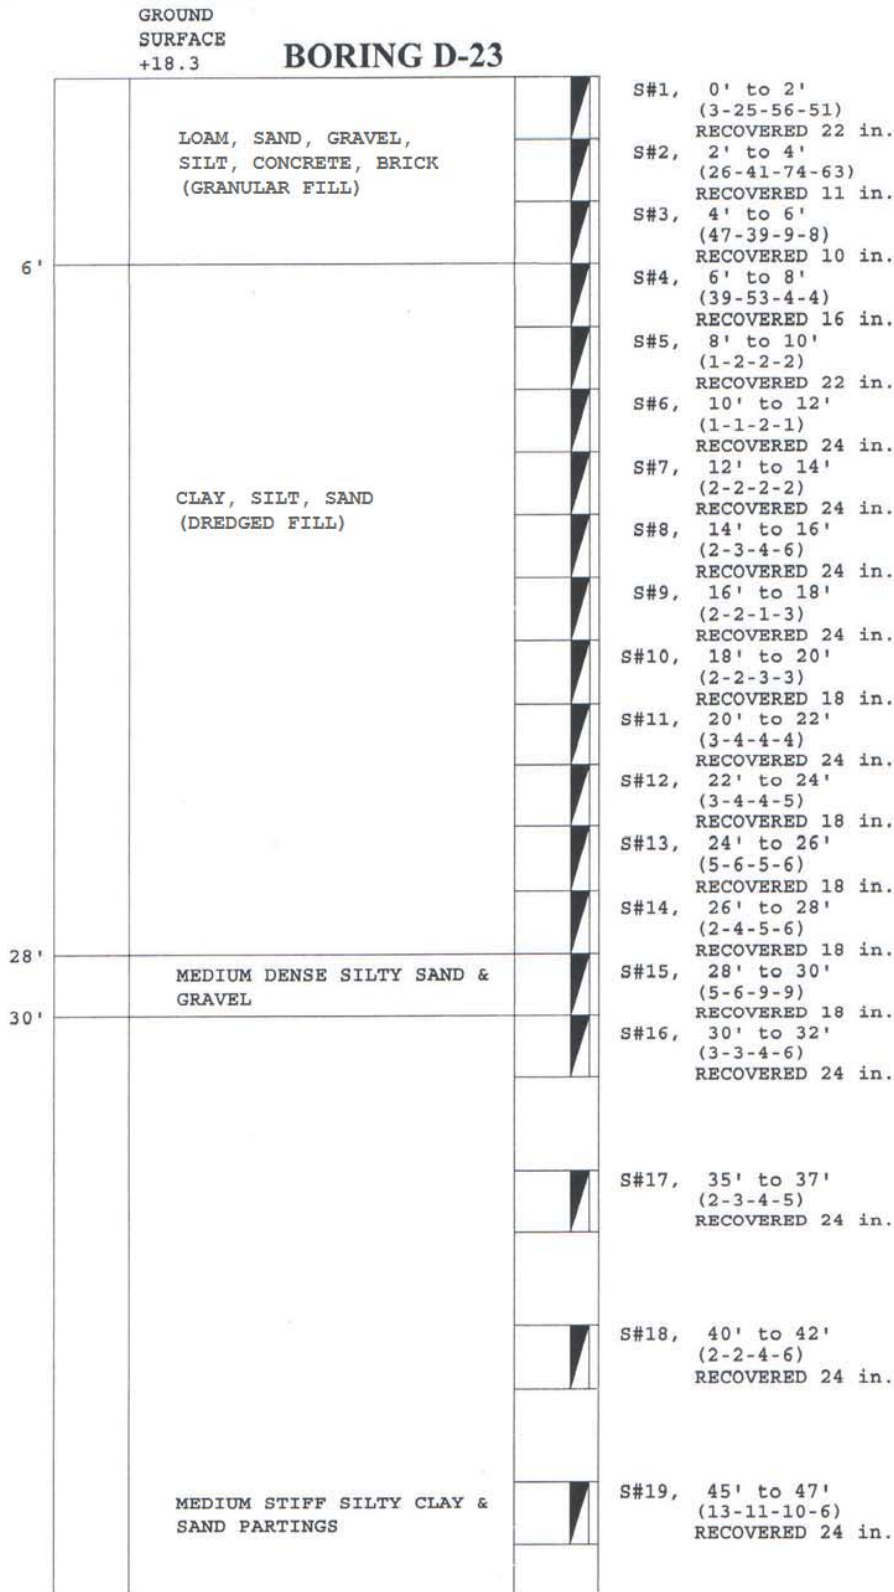 GROUND
SURFACE
+18.3
BORING D-23
S#1, 0' to 2'
(3-25-56-51)
RECOVERED 22 in.
LOAM, SAND, GRAVEL,
SILT, CONCRETE, BRICK
(GRANULAR FILL)
S#2, 2' to 4'
(26-41-74-63)
RECOVERED 11 in.
S#3, 4' to 6'
(47-39-9-8)
RECOVERED 10 in.
6'
S#4, 6' to 8'
(39-53-4-4)
RECOVERED 16 in.
S#5, 8' to 10'
(1-2-2-2)
RECOVERED 22 in.
S#6, 10' to 12'
(1-1-2-1)
RECOVERED 24 in.
S#7, 12' to 14'
(2-2-2-2)
RECOVERED 24 in.
CLAY, SILT, SAND
(DREDGED FILL)
S#8, 14' to 16'
(2-3-4-6)
RECOVERED 24 in.
S#9, 16' to 18'
(2-2-1-3)
RECOVERED 24 in.
S#10, 18' to 20'
(2-2-3-3)
RECOVERED 18 in.
S#11, 20' to 22'
(3-4-4-4)
RECOVERED 24 in.
S#12, 22' to 24'
(3-4-4-5)
RECOVERED 18 in.
S#13, 24' to 26'
(5-6-5-6)
RECOVERED 18 in.
S#14, 26' to 28'
(2-4-5-6)
RECOVERED 18 in.
28'
MEDIUM DENSE SILTY SAND &
GRAVEL
S#15, 28' to 30'
(5-6-9-9)
RECOVERED 18 in.
30'
S#16, 30' to 32'
(3-3-4-6)
RECOVERED 24 in.
S#17, 35' to 37'
(2-3-4-5)
RECOVERED 24 in.
S#18, 40' to 42'
(2-2-4-6)
RECOVERED 24 in.
MEDIUM STIFF SILTY CLAY &
SAND PARTINGS
S#19, 45' to 47'
(13-11-10-6)
RECOVERED 24 in.